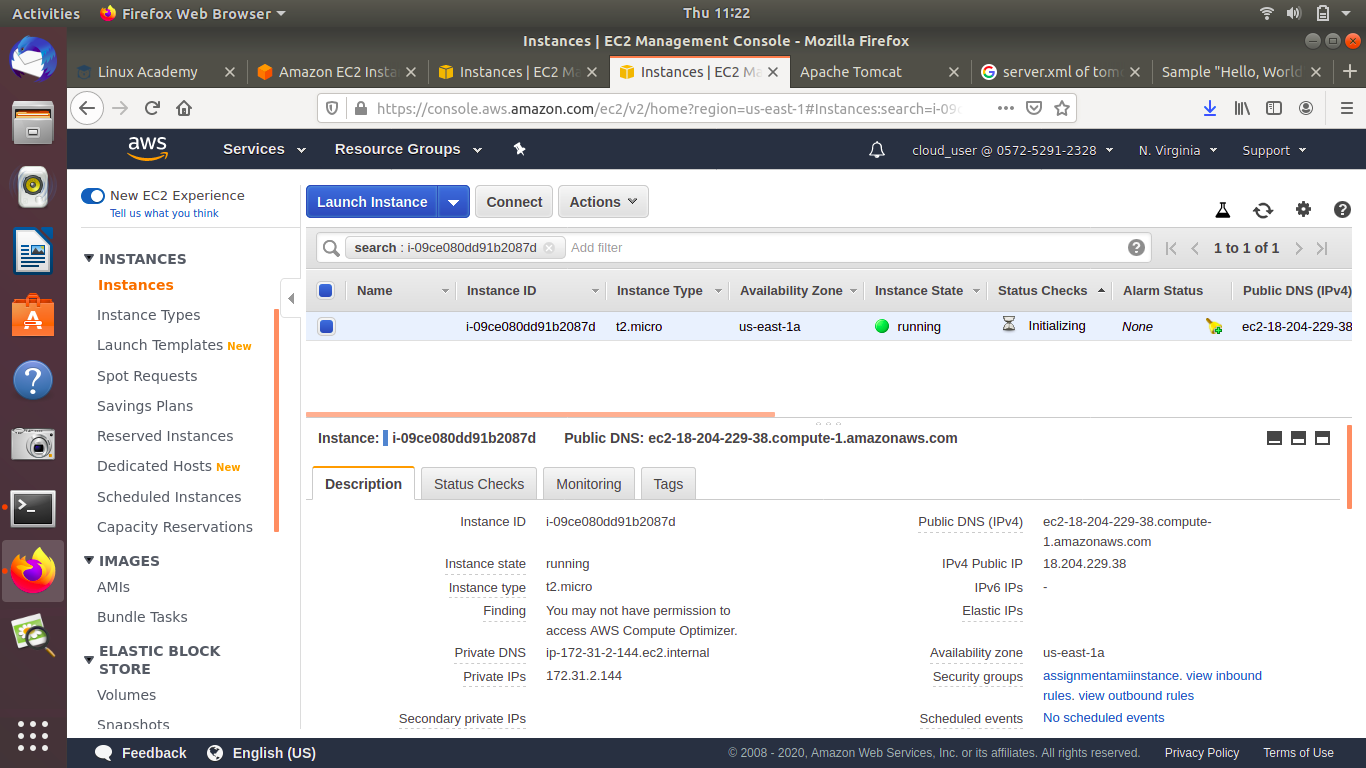 Activities
Firefox Web Browser
Thu 11:22
Instances | EC2 Management Console - Mozilla Firefox
Linux Academy
Amazon EC2 Insta
Instances | EC2 Ma
Instances | EC2 Ma
Apache Tomcat
server.xml of tom
Sample "Hello, World
https://console.aws.amazon.com/ec2/v2/home?region=us-east-1#Instances:search=i-09c
aws
Services
Resource Groups
cloud_user @ 0572-5291-2328
N. Virginia
Support
New EC2 Experience
Tell us what you think
INSTANCES
Instances
Instance Types
Launch Templates New
Spot Requests
Savings Plans
Reserved Instances
Dedicated Hosts New
Scheduled Instances
Capacity Reservations
IMAGES
AMIs
Bundle Tasks
ELASTIC BLOCK
STORE
Volumes
Snapshots
Launch Instance
Connect
Actions
search : i-09ce080dd91b2087d
Add filter
1 to 1 of 1
Name
Instance ID
Instance Type
Availability Zone
Instance State
Status Checks
Alarm Status
Public DNS (IPv4)
i-09ce080dd91b2087d
t2.micro
us-east-1a
running
Initializing
None
ec2-18-204-229-38
Instance: i-09ce080dd91b2087d
Public DNS: ec2-18-204-229-38.compute-1.amazonaws.com
Description
Status Checks
Monitoring
Tags
Instance ID
i-09ce080dd91b2087d
Instance state
running
Instance type
t2.micro
Finding
You may not have permission to
access AWS Compute Optimizer.
Private DNS
ip-172-31-2-144.ec2.internal
Private IPs
172.31.2.144
Secondary private IPs
Public DNS (IPv4)
ec2-18-204-229-38.compute-
1.amazonaws.com
IPv4 Public IP
18.204.229.38
IPv6 IPs
-
Elastic IPs
Availability zone
us-east-1a
Security groups
assignmentamiinstance. view inbound
rules. view outbound rules
Scheduled events
No scheduled events
Feedback
English (US)
© 2008 - 2020, Amazon Web Services, Inc. or its affiliates. All rights reserved.
Privacy Policy
Terms of Use